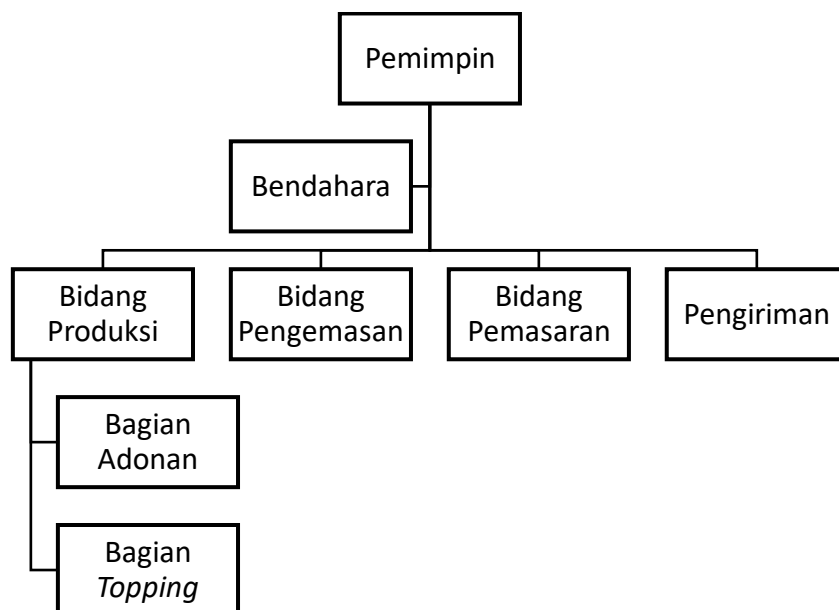 Pemimpin
Bendahara
Bidang
Produksi
Bidang
Pengemasan
Bidang
Pemasaran
Pengiriman
Bagian
Adonan
Bagian
Topping